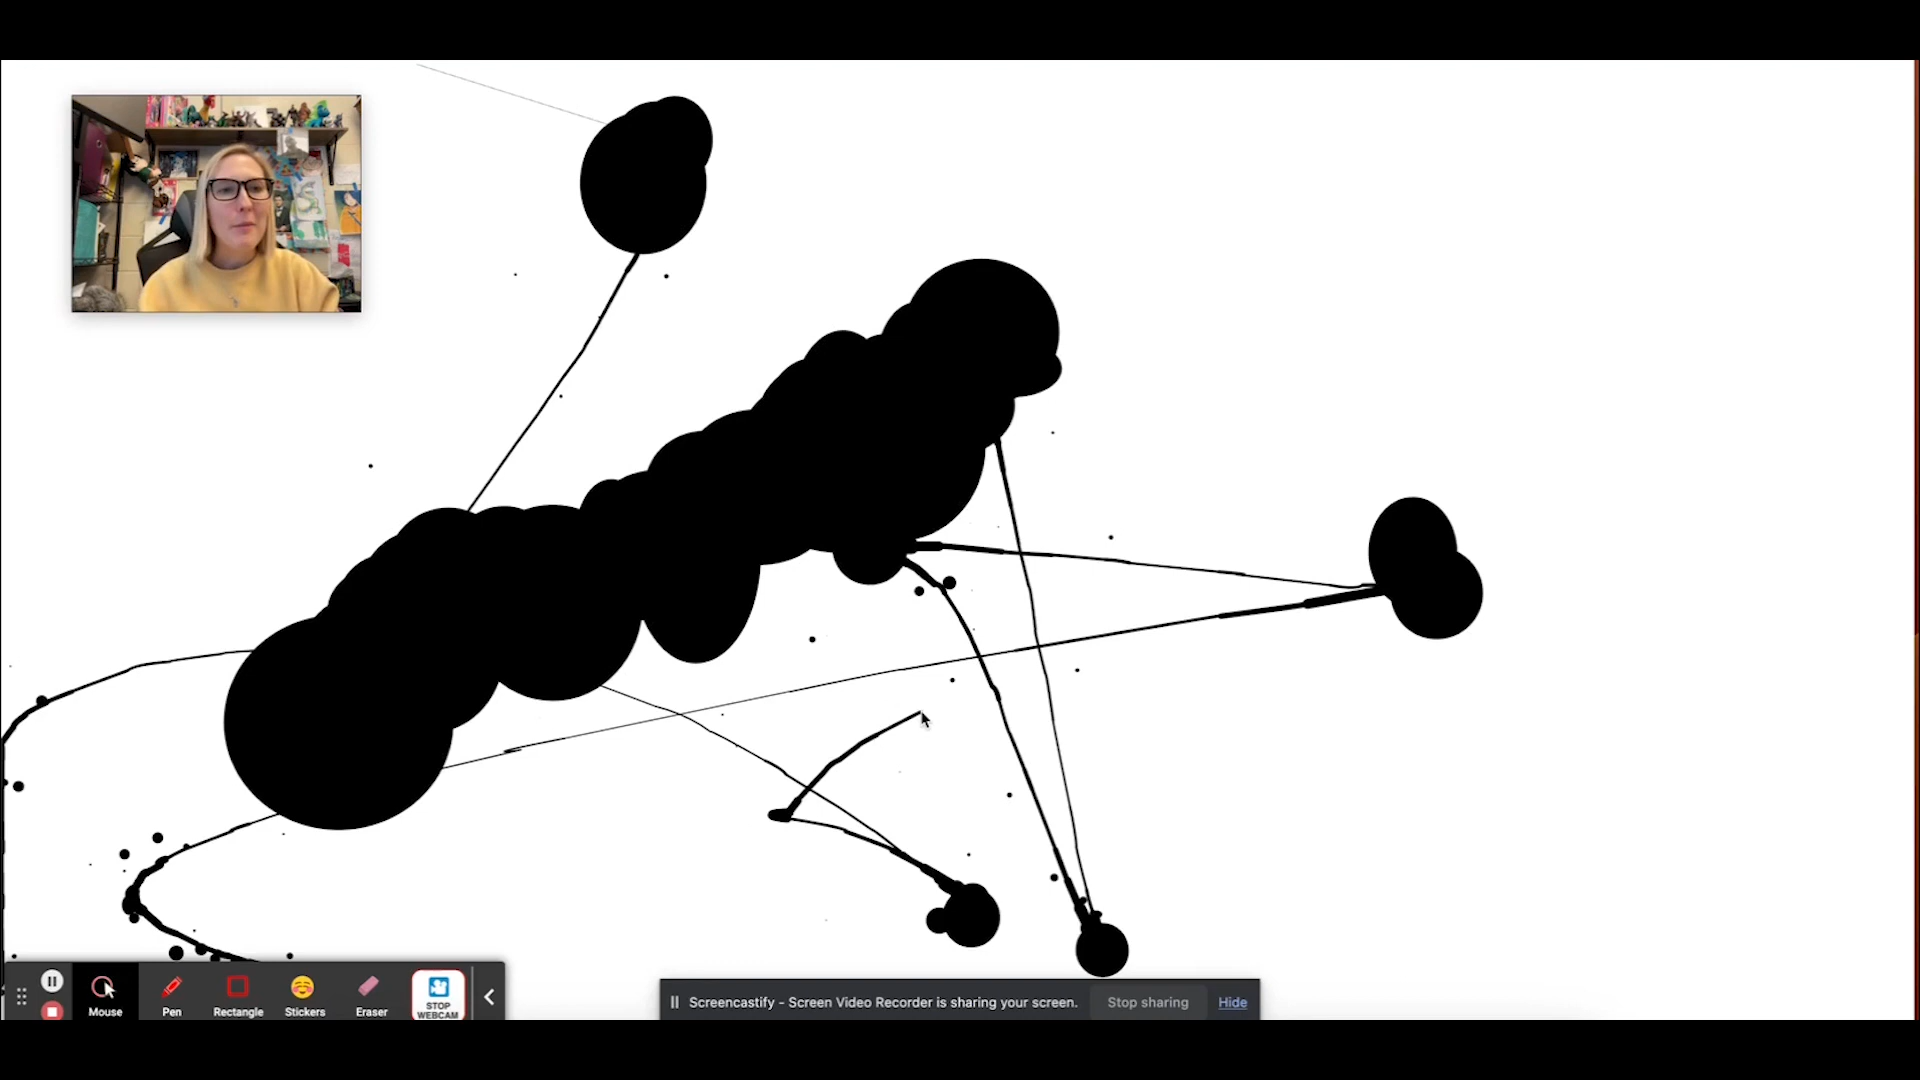 Mouse
Pen
Rectangle
Stickers
Eraser
STOP
WEBCAM
Screencastify - Screen Video Recorder is sharing your screen.
Stop sharing
Hide